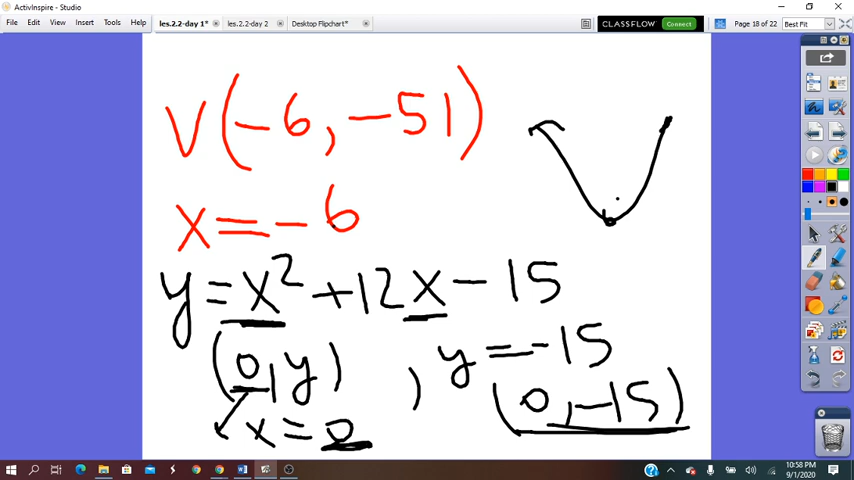 ActivInspire - Studio
File Edit View Insert Tools Help
les.2.2-day 1*
les.2.2-day 2
Desktop Flipchart*
CLASSFLOW Connect
Page 18 of 22
Best Fit
V(-6, -51)
x = -6
y = x² + 12x - 15
(0, y)
) y = -15
x = 0
(0, -15)
10:58 PM
9/1/2020